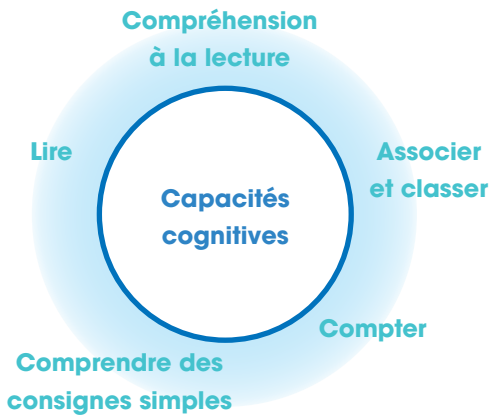 Compréhension
à la lecture
Lire
Associer
et classer
Capacités
cognitives
Compter
Comprendre des
consignes simples